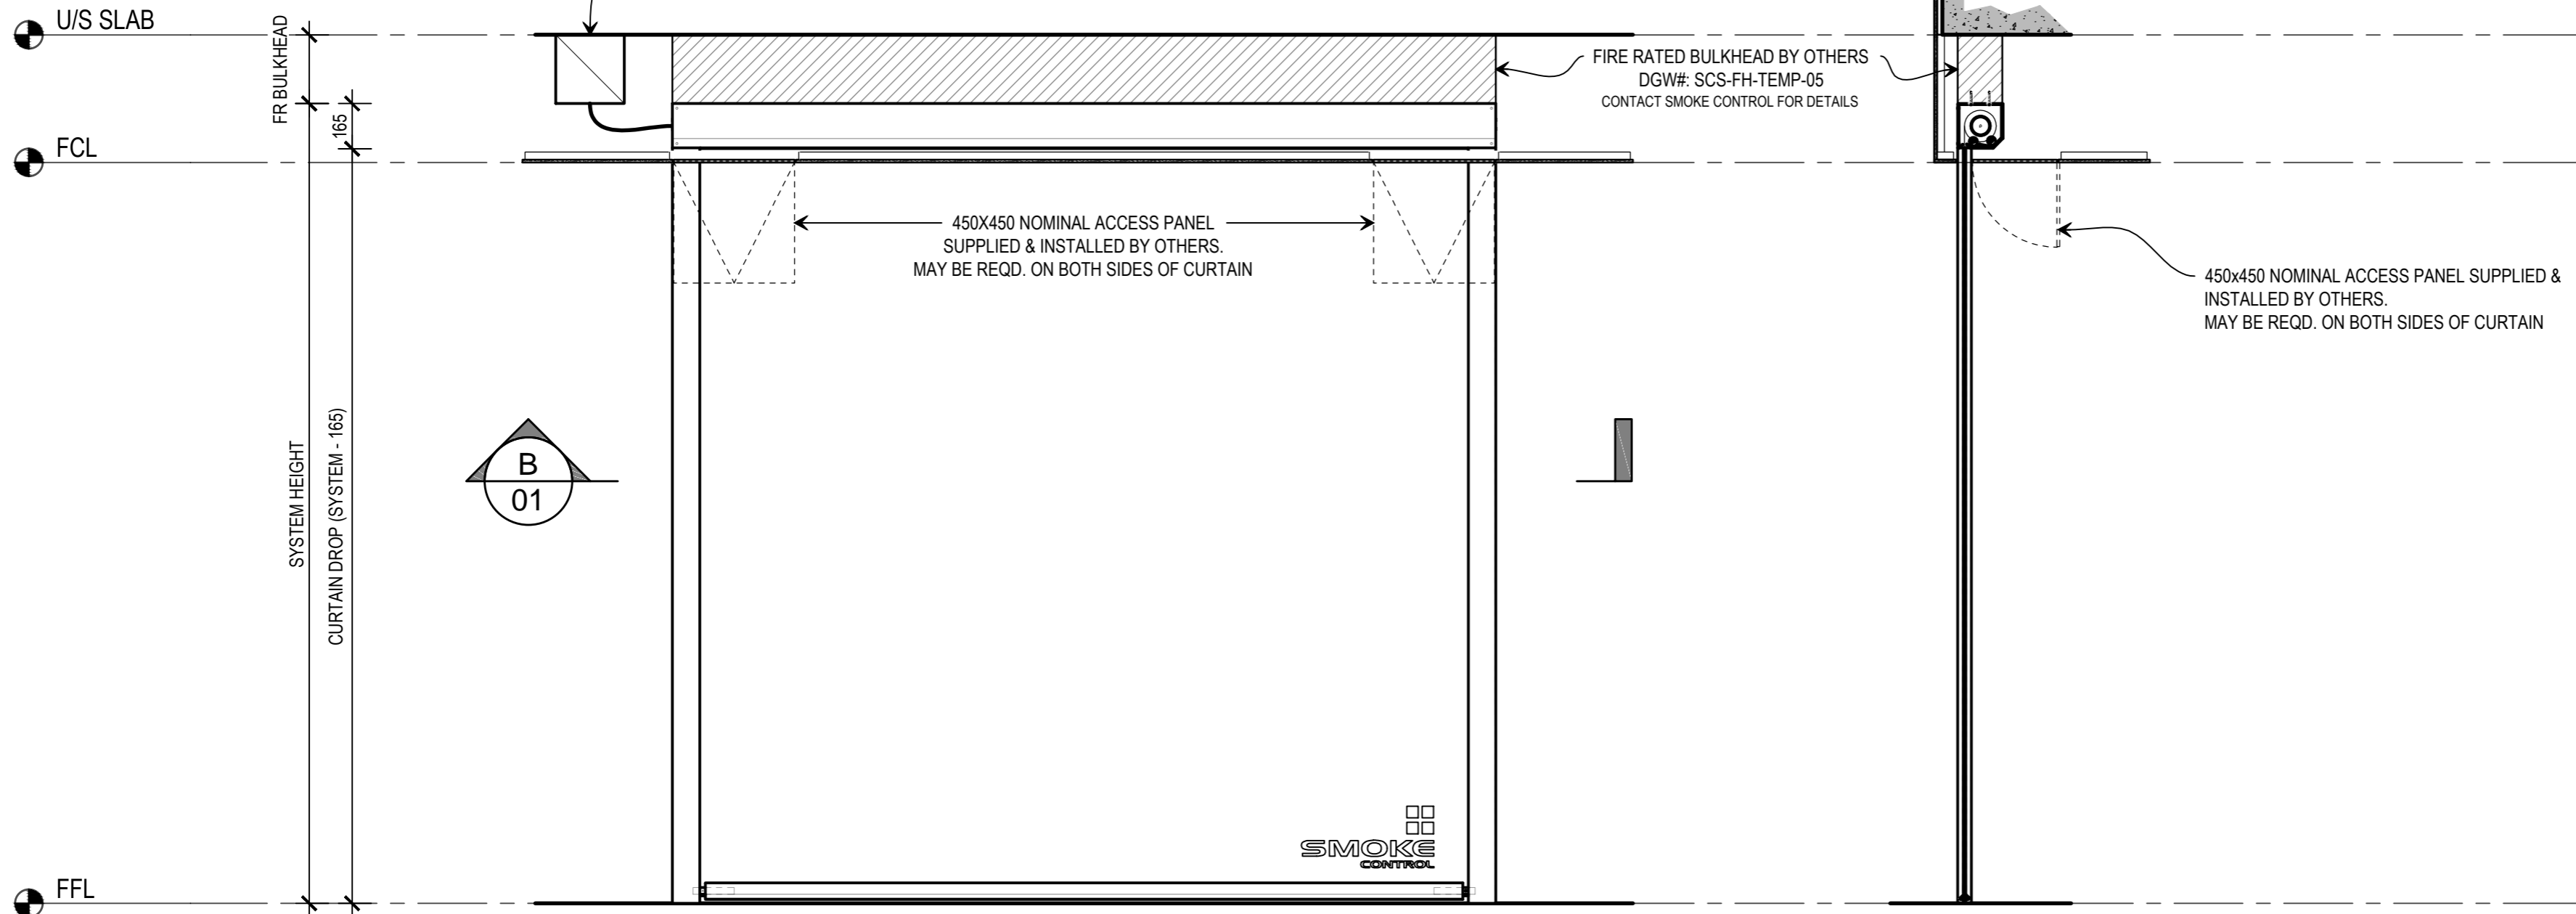 U/S SLAB
FR BULKHEAD
165
FCL
FIRE RATED BULKHEAD BY OTHERS
DGW#: SCS-FH-TEMP-05
CONTACT SMOKE CONTROL FOR DETAILS
450X450 NOMINAL ACCESS PANEL
SUPPLIED & INSTALLED BY OTHERS.
MAY BE REQD. ON BOTH SIDES OF CURTAIN
450x450 NOMINAL ACCESS PANEL SUPPLIED &
INSTALLED BY OTHERS.
MAY BE REQD. ON BOTH SIDES OF CURTAIN
SYSTEM HEIGHT
CURTAIN DROP (SYSTEM - 165)
B
01
SMOKE
CONTROL
FFL